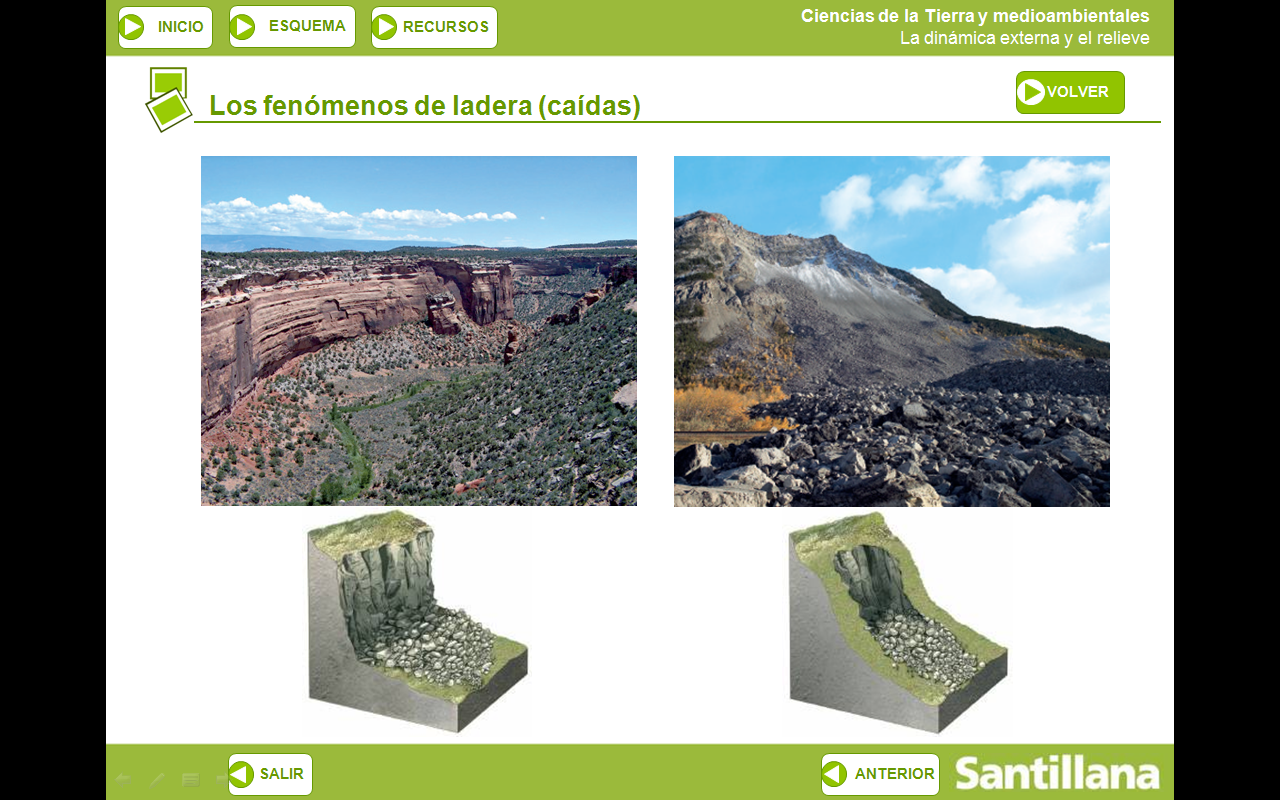 INICIO
ESQUEMA
RECURSOS
Ciencias de la Tierra y medioambientales
La dinámica externa y el relieve
Los fenómenos de ladera (caídas)
VOLVER
SALIR
ANTERIOR
Santillana